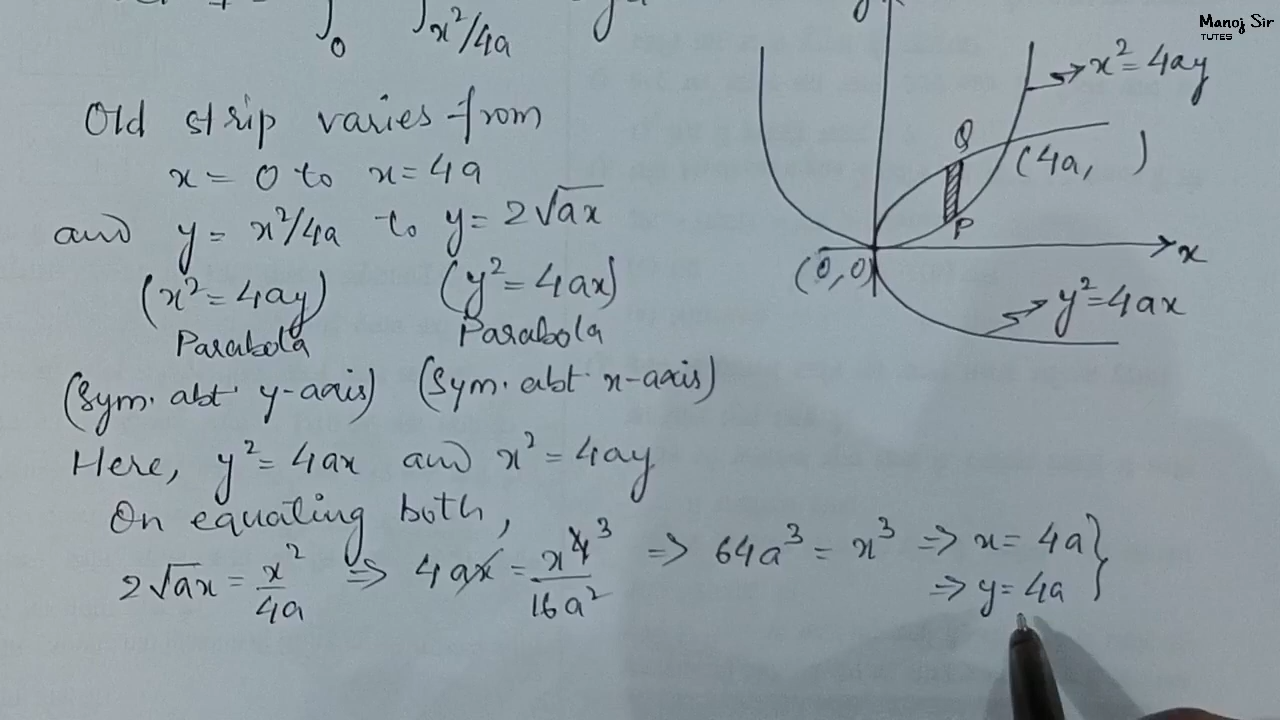 Manoj Sir
TUTES
∫₀ ∫ₓ²/4a
Old strip varies from
x = 0 to x = 4a
and y = x²/4a to y = 2√ax
(x² = 4ay) (y² = 4ax)
Parabola Parabola
(Sym. abt. y-axis) (Sym. abt. x-axis)
Here, y² = 4ax and x² = 4ay
On equating both,
2√ax = x²/4a ⇒ 4ax = x⁴ ³/16a² ⇒ 64a³ = x³ ⇒ x = 4a }
⇒ y = 4a
y
x² = 4ay
Q
(4a, )
P
(0,0)
x
y² = 4ax